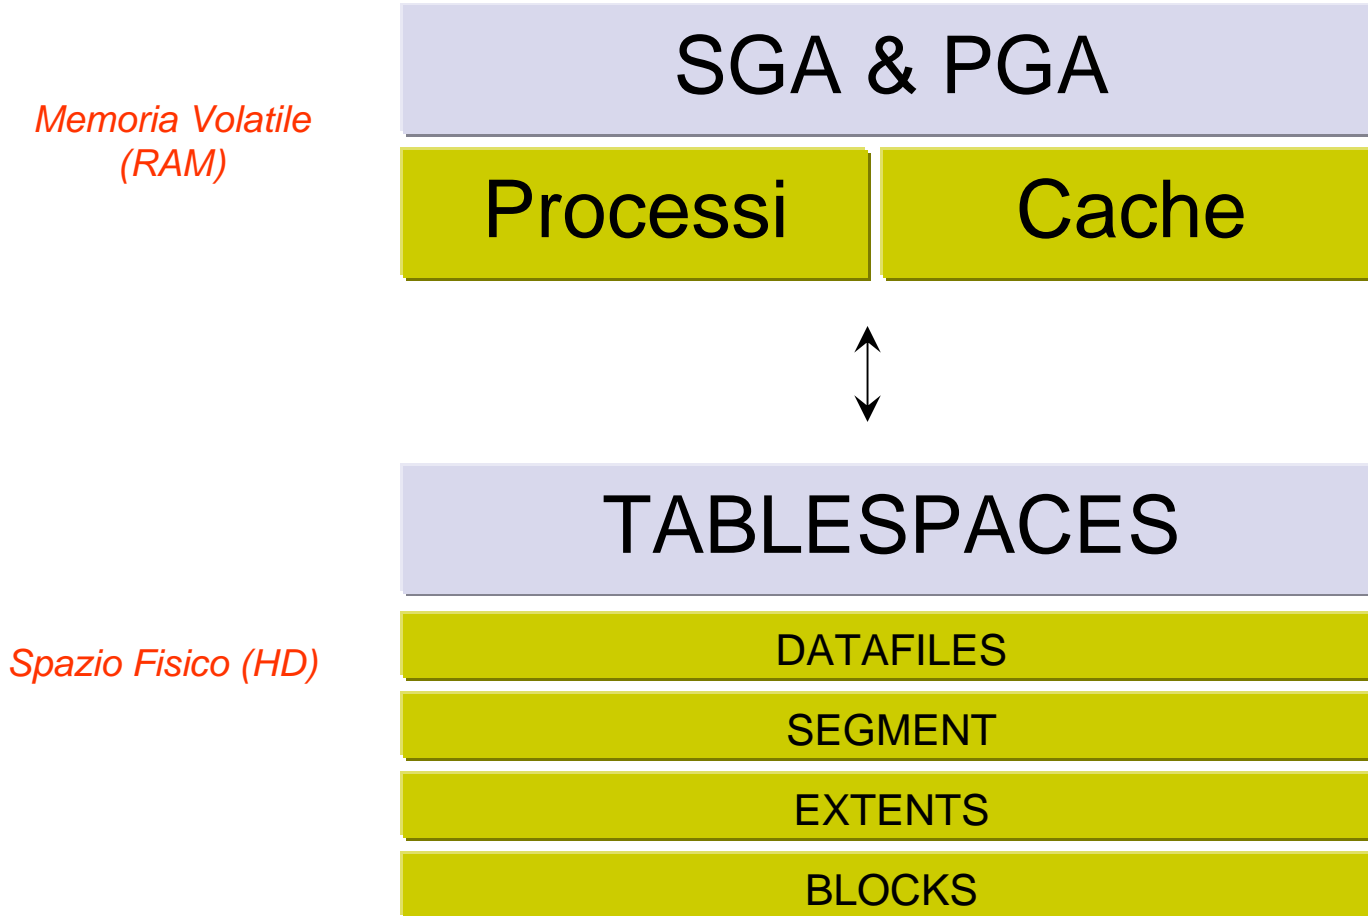 SGA & PGA
Memoria Volatile
(RAM)
Processi
Cache
TABLESPACES
Spazio Fisico (HD)
DATAFILES
SEGMENT
EXTENTS
BLOCKS